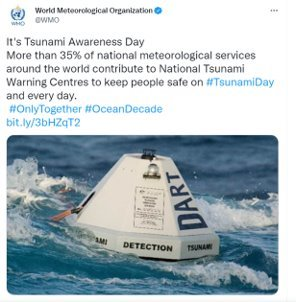 World Meteorological Organization
@WMO
WMO
It's Tsunami Awareness Day
More than 35% of national meteorological services
around the world contribute to National Tsunami
Warning Centres to keep people safe on #TsunamiDay
and every day.
#OnlyTogether #OceanDecade
bit.ly/3bHZqT2
DART
AMI DETECTION TSUNAMI